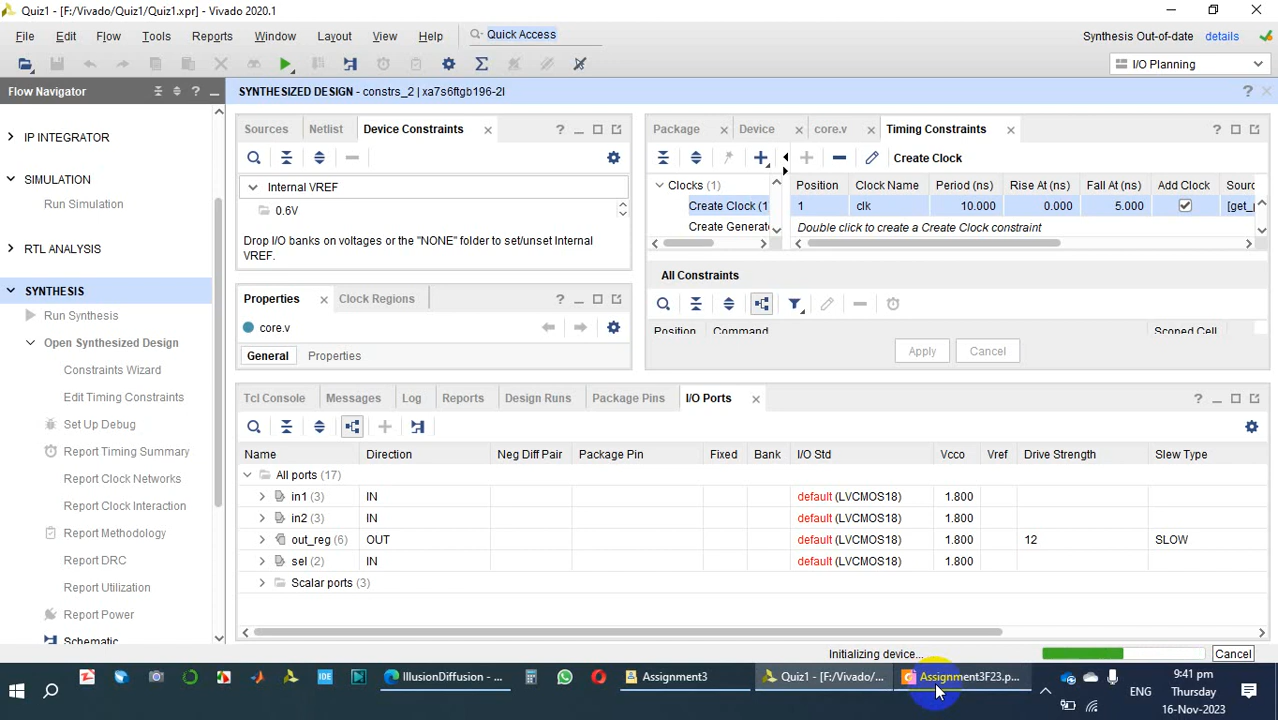 Quiz1 - [F:/Vivado/Quiz1/Quiz1.xpr] - Vivado 2020.1
File Edit Flow Tools Reports Window Layout View Help Quick Access Synthesis Out-of-date details
I/O Planning
Flow Navigator
SYNTHESIZED DESIGN - constrs_2 | xa7s6ftgb196-2I
IP INTEGRATOR
SIMULATION
Run Simulation
RTL ANALYSIS
SYNTHESIS
Run Synthesis
Open Synthesized Design
Constraints Wizard
Edit Timing Constraints
Set Up Debug
Report Timing Summary
Report Clock Networks
Report Clock Interaction
Report Methodology
Report DRC
Report Utilization
Report Power
Schematic
Sources Netlist Device Constraints
Internal VREF
0.6V
Drop I/O banks on voltages or the "NONE" folder to set/unset Internal
VREF.
Properties Clock Regions
core.v
General Properties
Package Device core.v Timing Constraints
Create Clock
Clocks (1)
Create Clock (1
Create Generat
Position Clock Name Period (ns) Rise At (ns) Fall At (ns) Add Clock Sourc
1 clk 10.000 0.000 5.000 [get_p
Double click to create a Create Clock constraint
All Constraints
Position Command Scoped Cell
Apply Cancel
Tcl Console Messages Log Reports Design Runs Package Pins I/O Ports
Name Direction Neg Diff Pair Package Pin Fixed Bank I/O Std Vcco Vref Drive Strength Slew Type
All ports (17)
in1 (3) IN default (LVCMOS18) 1.800
in2 (3) IN default (LVCMOS18) 1.800
out_reg (6) OUT default (LVCMOS18) 1.800 12 SLOW
sel (2) IN default (LVCMOS18) 1.800
Scalar ports (3)
Initializing device... Cancel
IDE IllusionDiffusion - ... Assignment3 Quiz1 - [F:/Vivado/... Assignment3F23.p...
ENG
9:41 pm
Thursday
16-Nov-2023